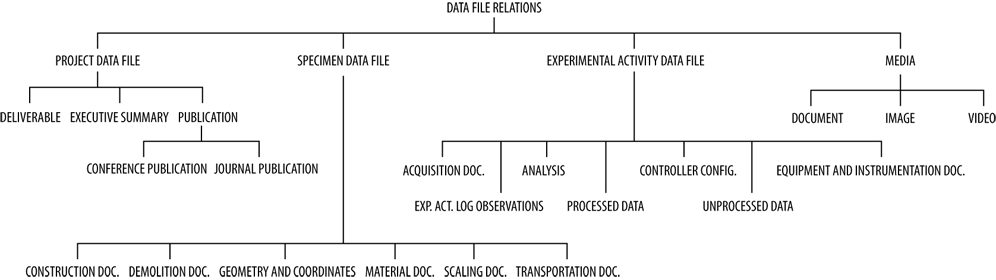 DATA FILE RELATIONS
PROJECT DATA FILE
SPECIMEN DATA FILE
EXPERIMENTAL ACTIVITY DATA FILE
MEDIA
DELIVERABLE
EXECUTIVE SUMMARY
PUBLICATION
DOCUMENT
IMAGE
VIDEO
CONFERENCE PUBLICATION
JOURNAL PUBLICATION
ACQUISITION DOC.
ANALYSIS
CONTROLLER CONFIG.
EQUIPMENT AND INSTRUMENTATION DOC.
EXP. ACT. LOG OBSERVATIONS
PROCESSED DATA
UNPROCESSED DATA
CONSTRUCTION DOC.
DEMOLITION DOC.
GEOMETRY AND COORDINATES
MATERIAL DOC.
SCALING DOC.
TRANSPORTATION DOC.